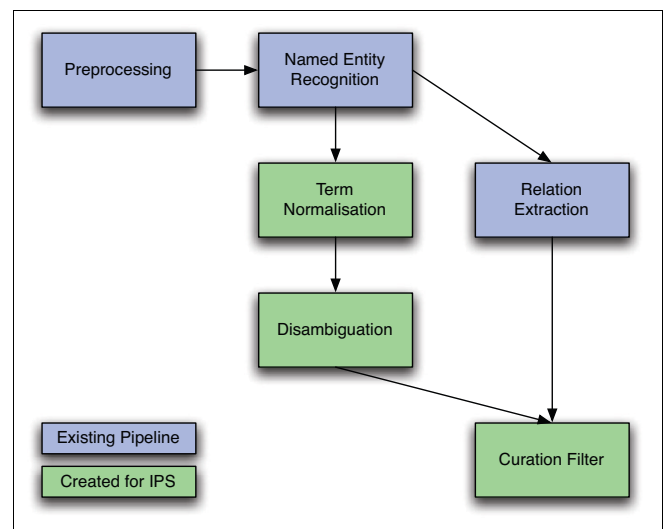 Preprocessing
Named Entity
Recognition
Term
Normalisation
Relation
Extraction
Disambiguation
Existing Pipeline
Created for IPS
Curation Filter